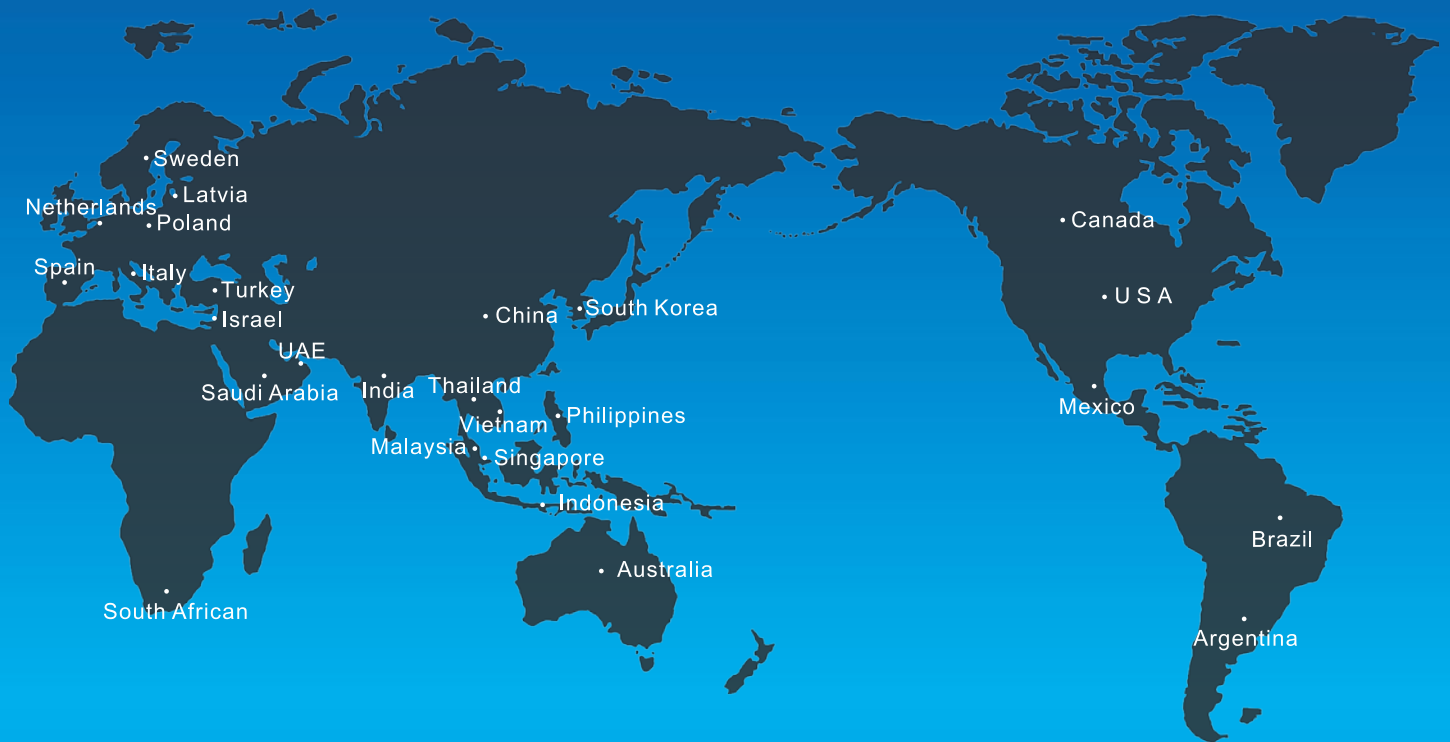 Sweden
Latvia
Netherlands
Poland
Canada
Spain
Italy
Turkey
U S A
China
South Korea
Israel
UAE
Saudi Arabia
India
Thailand
Mexico
Philippines
Vietnam
Malaysia
Singapore
Indonesia
Brazil
Australia
South African
Argentina